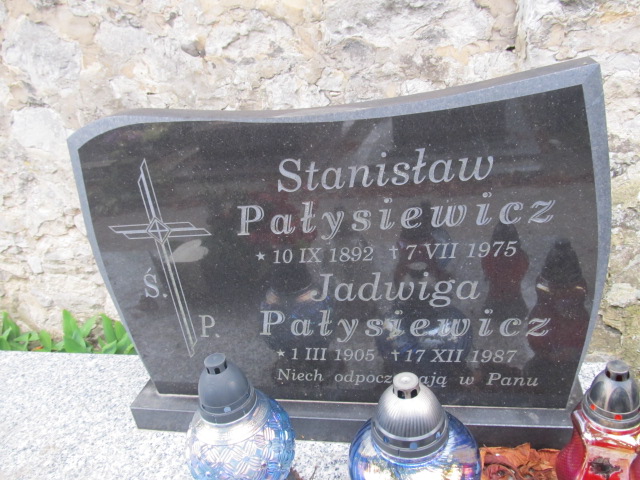 Ś.
P.
Stanisław
Pałysiewicz
* 10 IX 1892 † 7 VII 1975
Jadwiga
Pałysiewicz
* 1 III 1905 † 17 XII 1987
Niech odpoczywają w Panu